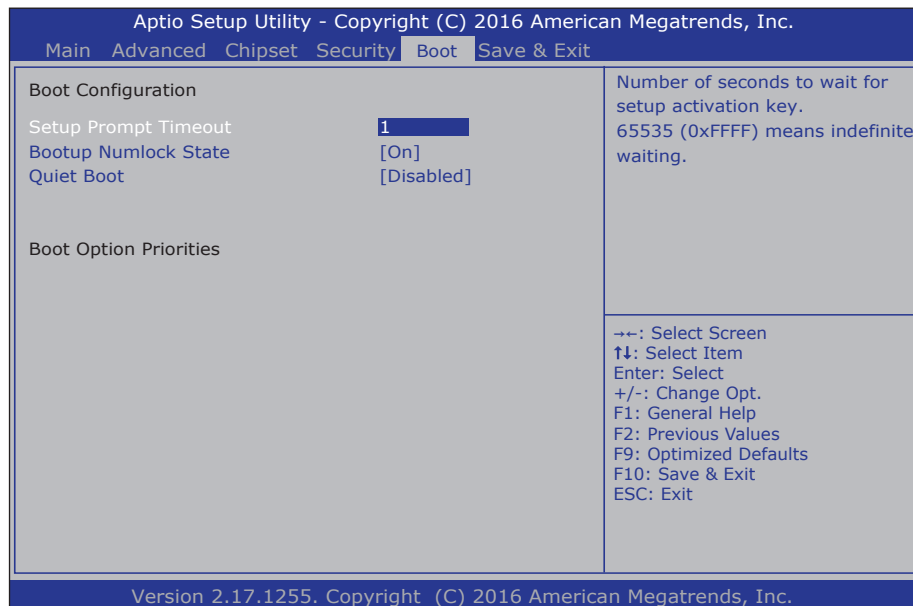 Aptio Setup Utility - Copyright (C) 2016 American Megatrends, Inc.
Main Advanced Chipset Security Boot Save & Exit
Boot Configuration
Setup Prompt Timeout 1
Bootup Numlock State [On]
Quiet Boot [Disabled]
Boot Option Priorities
Number of seconds to wait for
setup activation key.
65535 (0xFFFF) means indefinite
waiting.
→←: Select Screen
↑↓: Select Item
Enter: Select
+/-: Change Opt.
F1: General Help
F2: Previous Values
F9: Optimized Defaults
F10: Save & Exit
ESC: Exit
Version 2.17.1255. Copyright (C) 2016 American Megatrends, Inc.